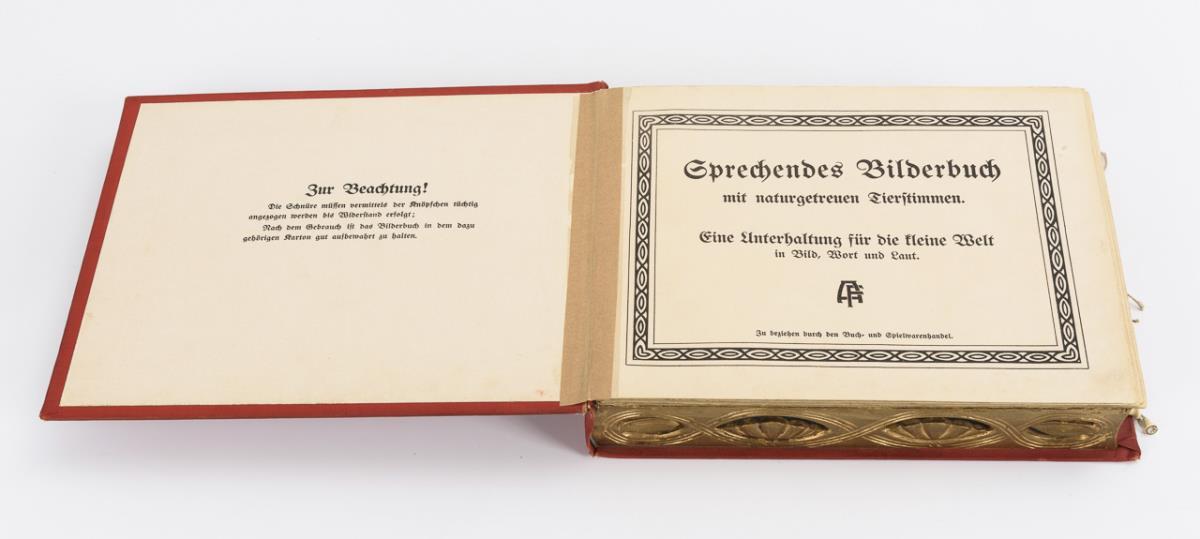 Zur Beachtung!
Die Schnüre müssen vermittels der Knöpfchen tüchtig
angezogen werden bis Widerstand erfolgt;
Nach dem Gebrauch ist das Bilderbuch in dem dazu
gehörigen Karton gut aufbewahrt zu halten.
Sprechendes Bilderbuch
mit naturgetreuen Tierstimmen.
Eine Unterhaltung für die kleine Welt
in Bild, Wort und Laut.
Zu beziehen durch den Buch- und Spielwarenhandel.